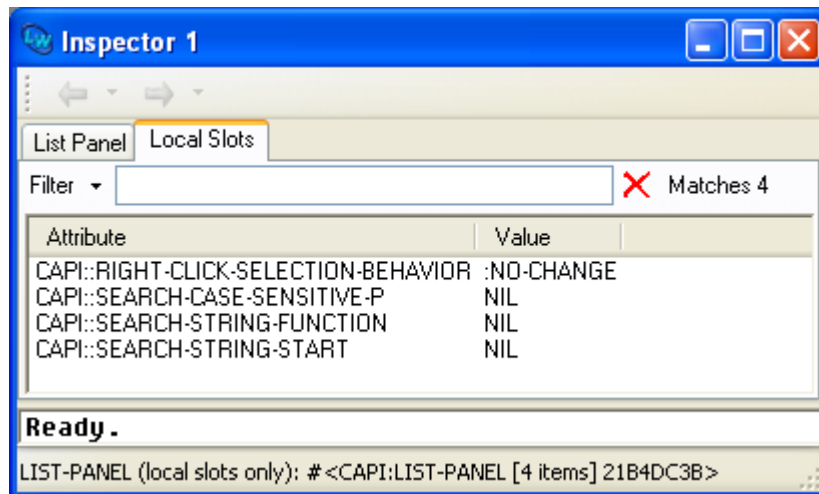 Inspector 1
List Panel Local Slots
Filter Matches 4
Attribute Value
CAPI::RIGHT-CLICK-SELECTION-BEHAVIOR :NO-CHANGE
CAPI::SEARCH-CASE-SENSITIVE-P NIL
CAPI::SEARCH-STRING-FUNCTION NIL
CAPI::SEARCH-STRING-START NIL
Ready.
LIST-PANEL (local slots only): #<CAPI:LIST-PANEL [4 items] 21B4DC3B>